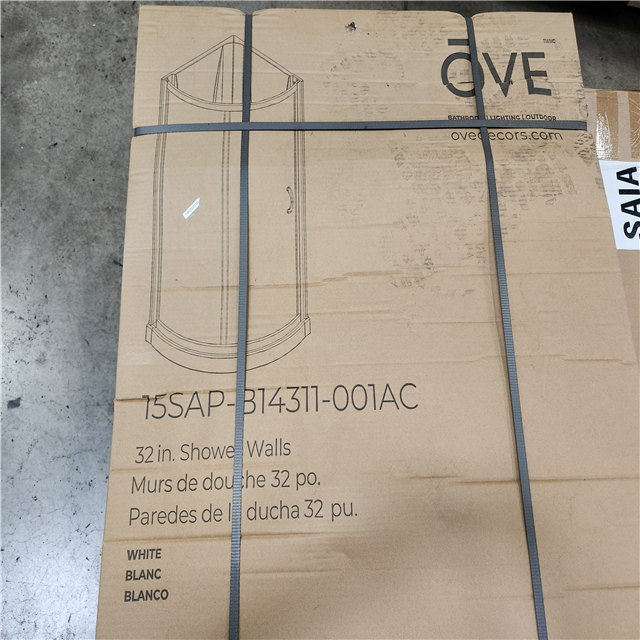 ŌVE
BATHROOM | LIGHTING | OUTDOOR
ovedecors.com
SAIA
15SAP-B14311-001AC
32 in. Shower Walls
Murs de douche 32 po.
Paredes de la ducha 32 pu.
WHITE
BLANC
BLANCO